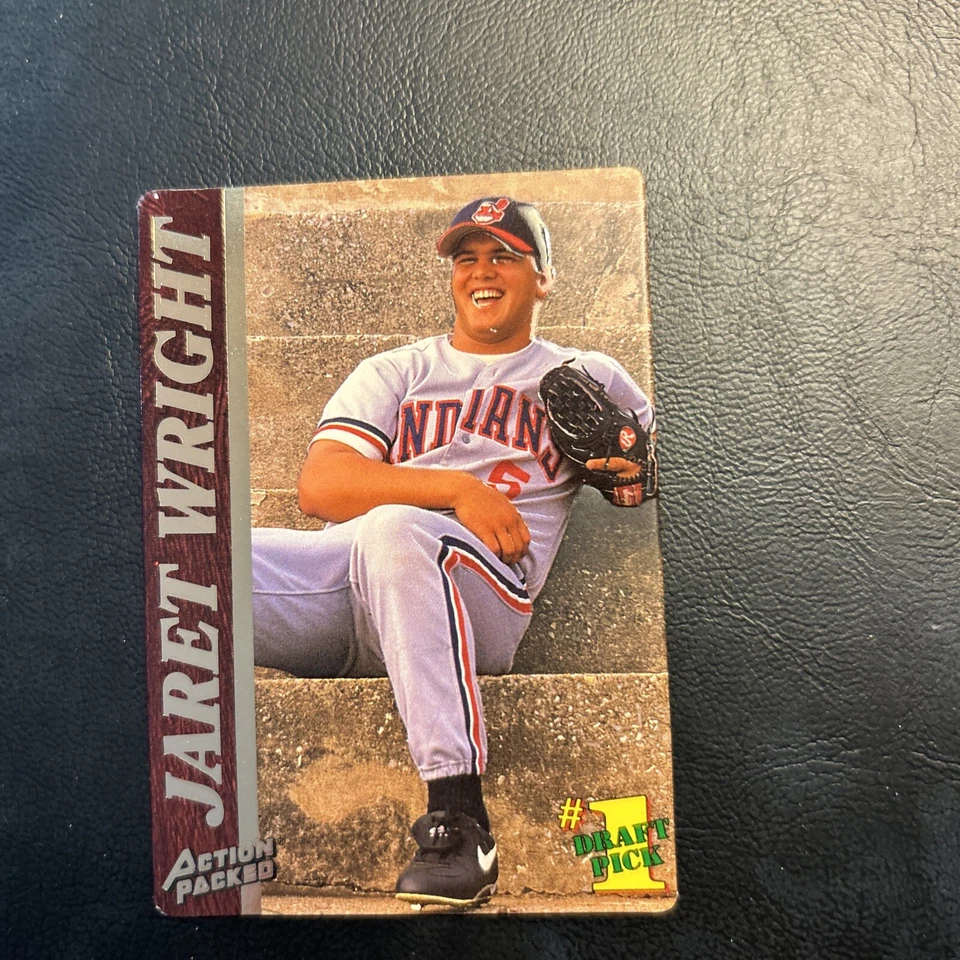 JARET WRIGHT
INDIANS
5
R
ACTION
PACKED
# 1
DRAFT
PICK